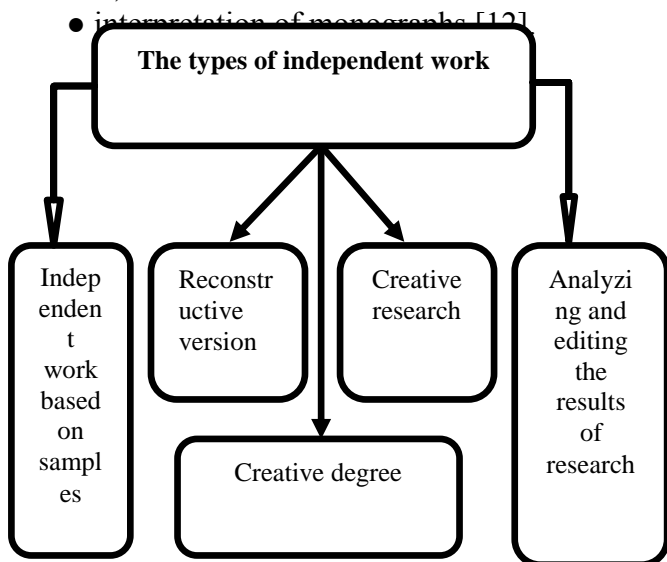 ● interpretation of monographs [12].
The types of independent work
Indep
enden
t
work
based
on
sampl
es
Reconstr
uctive
version
Creative
research
Analyzi
ng and
editing
the
results
of
research
Creative degree